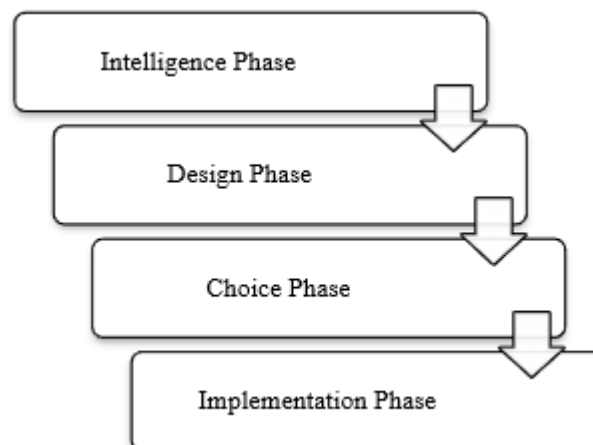 Intelligence Phase
Design Phase
Choice Phase
Implementation Phase